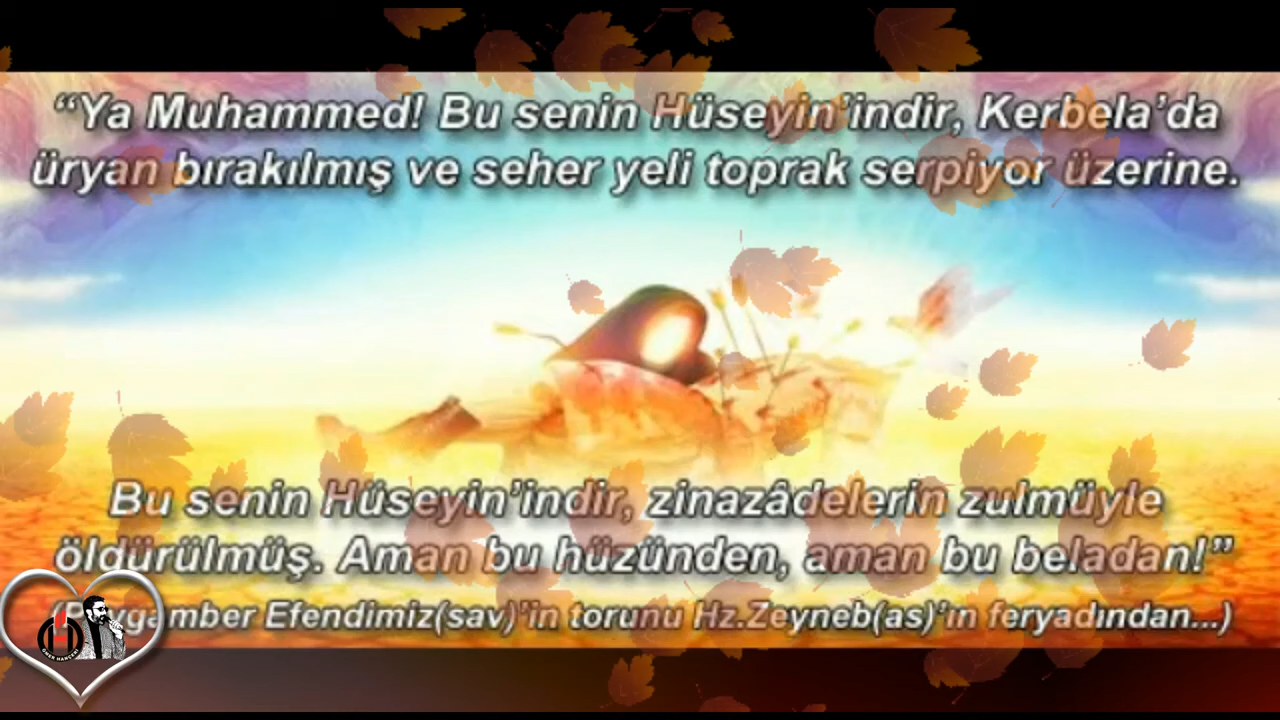 “Ya Muhammed! Bu senin Hüseyin’indir, Kerbela’da
üryan bırakılmış ve seher yeli toprak serpiyor üzerine.
Bu senin Hüseyin’indir, zinazâdelerin zulmüyle
öldürülmüş. Aman bu hüzünden, aman bu beladan!”
(Peygamber Efendimiz(sav)’in torunu Hz.Zeyneb(as)’ın feryadından...)